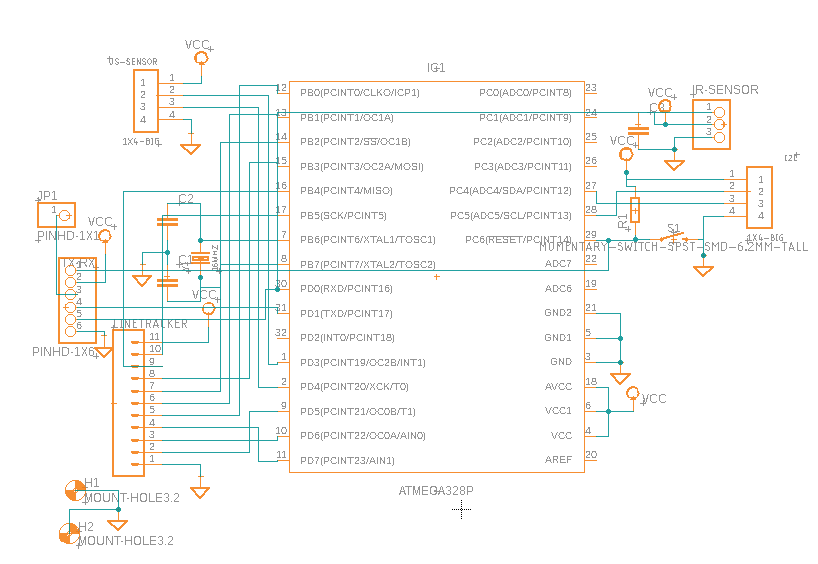 IC1
VCC
US-SENSOR
1
2
3
4
1X4-BIG
12 PB0(PCINT0/CLKO/ICP1)
13 PB1(PCINT1/OC1A)
14 PB2(PCINT2/SS/OC1B)
15 PB3(PCINT3/OC2A/MOSI)
16 PB4(PCINT4/MISO)
17 PB5(SCK/PCINT5)
7 PB6(PCINT6/XTAL1/TOSC1)
8 PB7(PCINT7/XTAL2/TOSC2)
30 PD0(RXD/PCINT16)
31 PD1(TXD/PCINT17)
32 PD2(INT0/PCINT18)
1 PD3(PCINT19/OC2B/INT1)
2 PD4(PCINT20/XCK/T0)
9 PD5(PCINT21/OC0B/T1)
10 PD6(PCINT22/OC0A/AIN0)
11 PD7(PCINT23/AIN1)
PC0(ADC0/PCINT8) 23
PC1(ADC1/PCINT9) 24
PC2(ADC2/PCINT10) 25
PC3(ADC3/PCINT11) 26
PC4(ADC4/SDA/PCINT12) 27
PC5(ADC5/SCL/PCINT13) 28
PC6(RESET/PCINT14) 29
ADC7 22
ADC6 19
GND2 21
GND1 5
GND 3
AVCC 18
VCC1 6
VCC 4
AREF 20
ATMEGA328P
VCC
IR-SENSOR
C3
1
2
3
VCC
I2C
1
2
3
4
1X4-BIG
R1
S1
MOMENTARY-SWITCH-SPST-SMD-6.2MM-TALL
VCC
JP1
1
PINHD-1X1
VCC
TX-RX
1
2
3
4
5
6
PINHD-1X6
C2
16MHZ
VCC
LINETRACKER
11
10
9
8
7
6
5
4
3
2
1
H1
MOUNT-HOLE3.2
H2
MOUNT-HOLE3.2